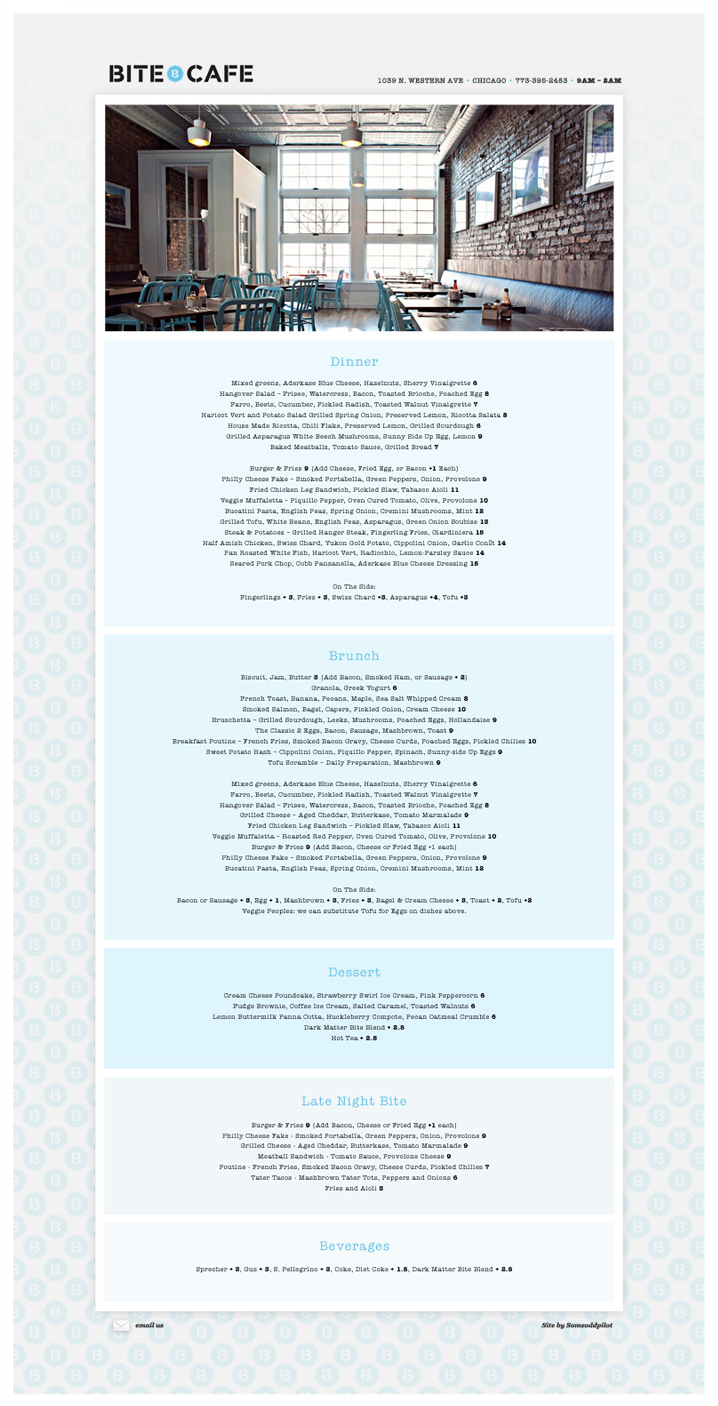 BITE B CAFE
1039 N. WESTERN AVE • CHICAGO • 773-395-2483 • 9AM – 2AM
Dinner
Mixed greens, Aderkase Blue Cheese, Hazelnuts, Sherry Vinaigrette 6
Hangover Salad – Frisee, Watercress, Bacon, Toasted Brioche, Poached Egg 8
Farro, Beets, Cucumber, Pickled Radish, Toasted Walnut Vinaigrette 7
Haricot Vert and Potato Salad Grilled Spring Onion, Preserved Lemon, Ricotta Salata 8
House Made Ricotta, Chili Flake, Preserved Lemon, Grilled Sourdough 6
Grilled Asparagus White Beech Mushrooms, Sunny Side Up Egg, Lemon 9
Baked Meatballs, Tomato Sauce, Grilled Bread 7
Burger & Fries 9 (Add Cheese, Fried Egg, or Bacon +1 Each)
Philly Cheese Fake – Smoked Portabella, Green Peppers, Onion, Provolone 9
Fried Chicken Leg Sandwich, Pickled Slaw, Tabasco Aioli 11
Veggie Muffaletta – Piquillo Pepper, Oven Cured Tomato, Olive, Provolone 10
Bucatini Pasta, English Peas, Spring Onion, Cremini Mushrooms, Mint 12
Grilled Tofu, White Beans, English Peas, Asparagus, Green Onion Soubise 13
Steak & Potatoes – Grilled Hanger Steak, Fingerling Fries, Giardiniera 15
Half Amish Chicken, Swiss Chard, Yukon Gold Potato, Cippolini Onion, Garlic Confit 14
Pan Roasted White Fish, Haricot Vert, Radicchio, Lemon-Parsley Sauce 14
Seared Pork Chop, Cobb Panzanella, Aderkase Blue Cheese Dressing 15
On The Side:
Fingerlings + 3, Fries + 3, Swiss Chard +3, Asparagus +4, Tofu +3
Brunch
Biscuit, Jam, Butter 3 (Add Bacon, Smoked Ham, or Sausage + 2)
Granola, Greek Yogurt 6
French Toast, Banana, Pecans, Maple, Sea Salt Whipped Cream 8
Smoked Salmon, Bagel, Capers, Pickled Onion, Cream Cheese 10
Bruschetta – Grilled Sourdough, Leeks, Mushrooms, Poached Eggs, Hollandaise 9
The Classic 2 Eggs, Bacon, Sausage, Mashbrown, Toast 9
Breakfast Poutine – French Fries, Smoked Bacon Gravy, Cheese Curds, Poached Eggs, Pickled Chilies 10
Sweet Potato Hash – Cippolini Onion, Piquillo Pepper, Spinach, Sunny-side Up Eggs 9
Tofu Scramble – Daily Preparation, Mashbrown 9
Mixed greens, Aderkase Blue Cheese, Hazelnuts, Sherry Vinaigrette 6
Farro, Beets, Cucumber, Pickled Radish, Toasted Walnut Vinaigrette 7
Hangover Salad – Frisee, Watercress, Bacon, Toasted Brioche, Poached Egg 8
Grilled Cheese – Aged Cheddar, Butterkase, Tomato Marmalade 9
Fried Chicken Leg Sandwich – Pickled Slaw, Tabasco Aioli 11
Veggie Muffaletta – Roasted Red Pepper, Oven Cured Tomato, Olive, Provolone 10
Burger & Fries 9 (Add Bacon, Cheese or Fried Egg +1 each)
Philly Cheese Fake – Smoked Portabella, Green Peppers, Onion, Provolone 9
Bucatini Pasta, English Peas, Spring Onion, Cremini Mushrooms, Mint 12
On The Side:
Bacon or Sausage + 3, Egg + 1, Mashbrown + 3, Fries + 3, Bagel & Cream Cheese + 3, Toast + 2, Tofu +2
Veggie Peoples: we can substitute Tofu for Eggs on dishes above.
Dessert
Cream Cheese Poundcake, Strawberry Swirl Ice Cream, Pink Peppercorn 6
Fudge Brownie, Coffee Ice Cream, Salted Caramel, Toasted Walnuts 6
Lemon Buttermilk Panna Cotta, Huckleberry Compote, Pecan Oatmeal Crumble 6
Dark Matter Bite Blend + 2.5
Hot Tea + 2.5
Late Night Bite
Burger & Fries 9 (Add Bacon, Cheese or Fried Egg +1 each)
Philly Cheese Fake - Smoked Portabella, Green Peppers, Onion, Provolone 9
Grilled Cheese - Aged Cheddar, Butterkase, Tomato Marmalade 9
Meatball Sandwich - Tomato Sauce, Provolone Cheese 9
Poutine - French Fries, Smoked Bacon Gravy, Cheese Curds, Pickled Chilies 7
Tater Tacos - Mashbrown Tater Tots, Peppers and Onions 6
Fries and Aioli 3
Beverages
Sprecher + 3, Gus + 3, S. Pellegrino + 3, Coke, Diet Coke + 1.5, Dark Matter Bite Blend + 2.5
email us
Site by Someoddpilot